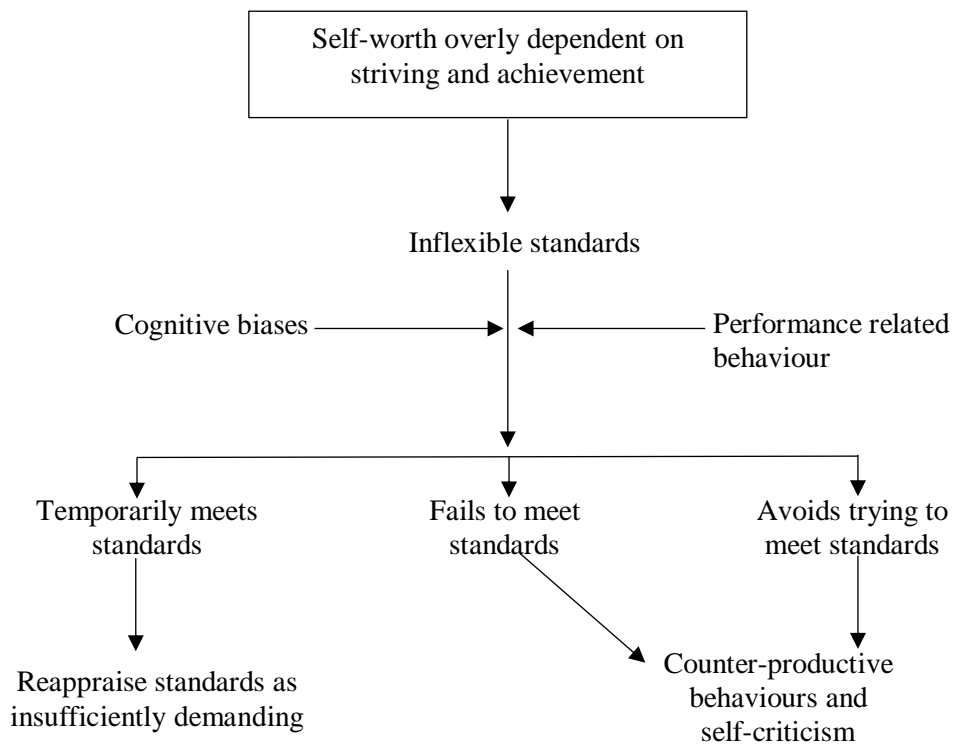 Self-worth overly dependent on
striving and achievement
Inflexible standards
Cognitive biases
Performance related
behaviour
Temporarily meets
standards
Fails to meet
standards
Avoids trying to
meet standards
Reappraise standards as
insufficiently demanding
Counter-productive
behaviours and
self-criticism